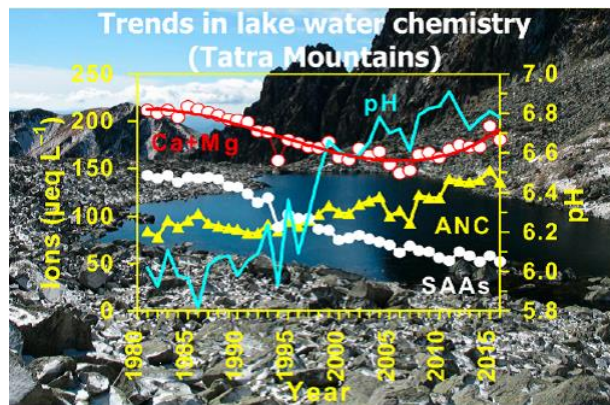 Trends in lake water chemistry
(Tatra Mountains)
250
200
150
100
50
0
Ions (µeq L⁻¹)
7.0
6.8
6.6
6.4
6.2
6.0
5.8
pH
pH
Ca+Mg
ANC
SAAs
1980
1985
1990
1995
2000
2005
2010
2015
Year